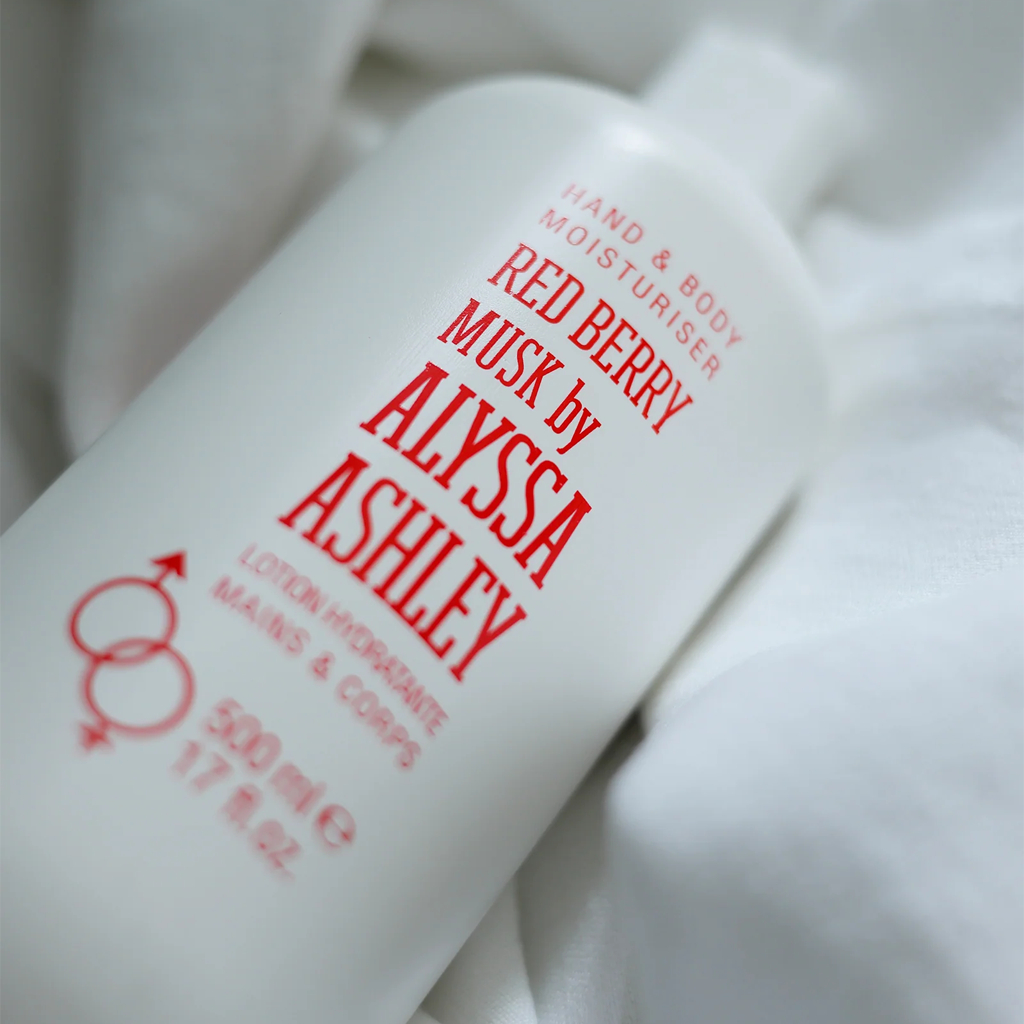 HAND & BODY
MOISTURISER
RED BERRY
MUSK by
ALYSSA
ASHLEY
LOTION HYDRATANTE
MAINS & CORPS
500 ml e
17 fl.oz.